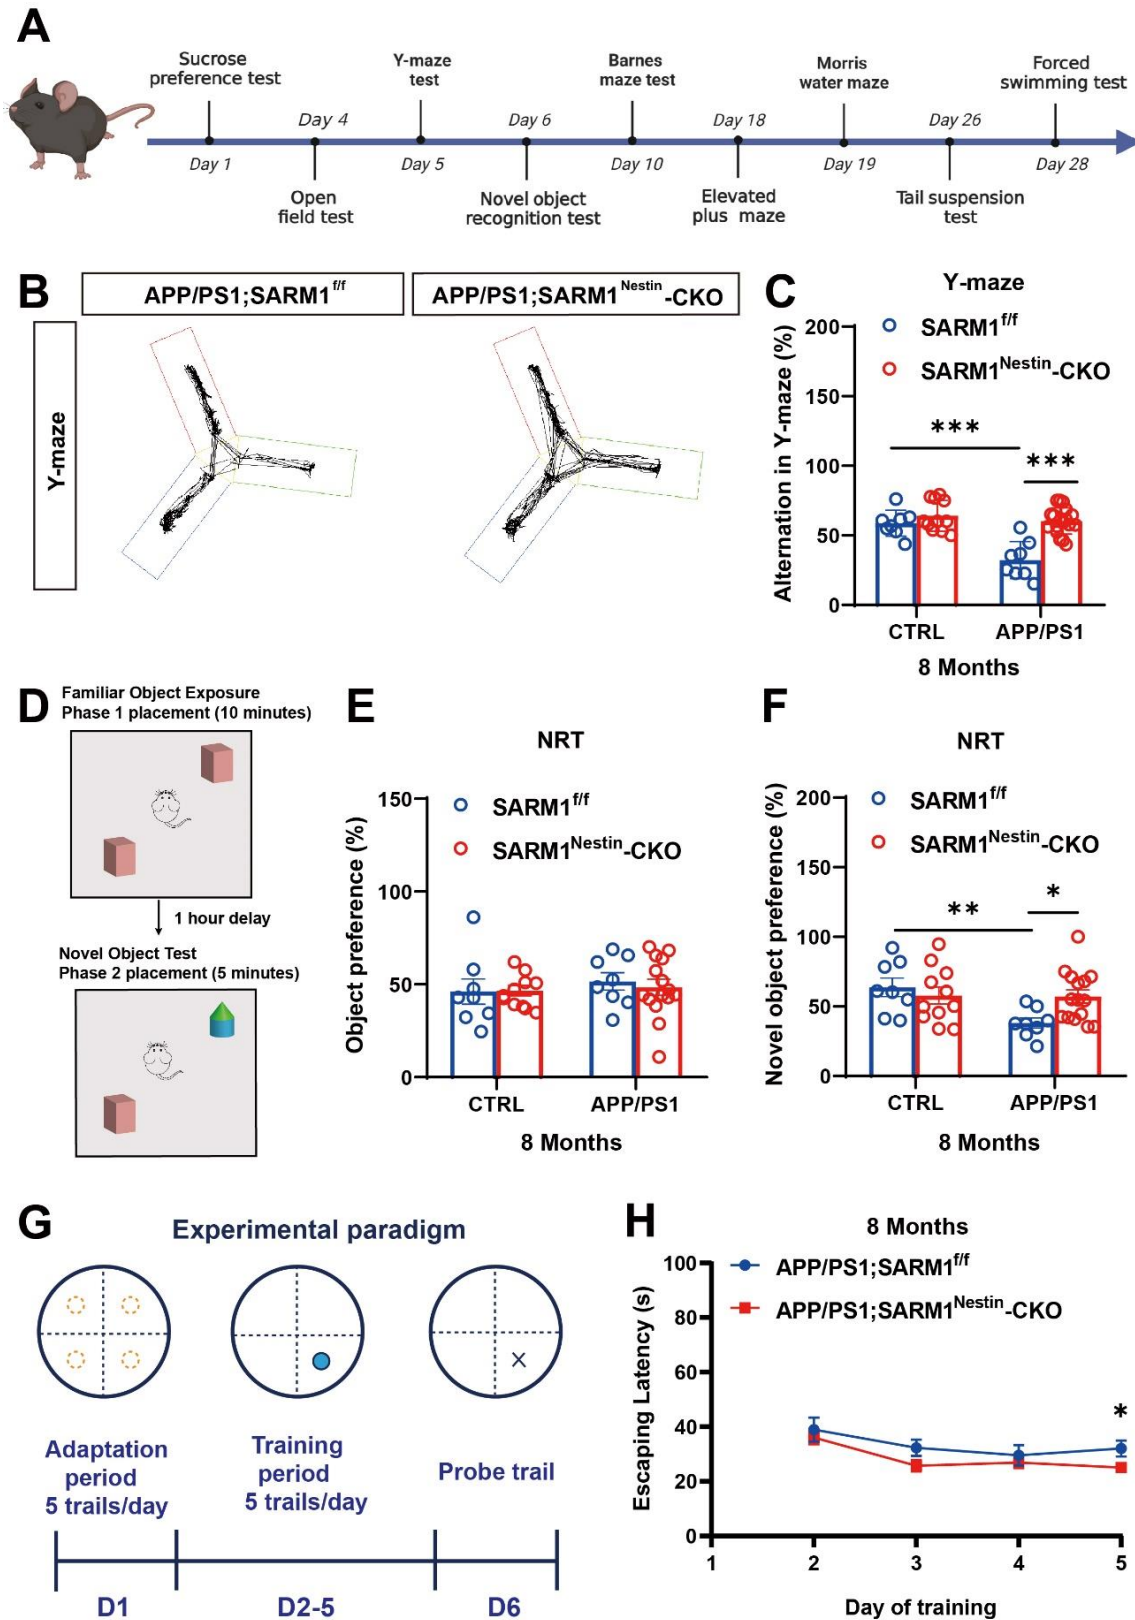 A
Sucrose
preference test
Y-maze
test
Barnes
maze test
Morris
water maze
Forced
swimming test
Day 4
Day 6
Day 18
Day 26
Day 1
Day 5
Day 10
Day 19
Day 28
Open
field test
Novel object
recognition test
Elevated
plus maze
Tail suspension
test
B
APP/PS1;SARM1f/f
APP/PS1;SARM1Nestin-CKO
Y-maze
C
Y-maze
Alternation in Y-maze (%)
200
150
100
50
0
SARM1f/f
SARM1Nestin-CKO
***
***
CTRL
APP/PS1
8 Months
D
Familiar Object Exposure
Phase 1 placement (10 minutes)
1 hour delay
Novel Object Test
Phase 2 placement (5 minutes)
E
NRT
Object preference (%)
150
100
50
0
SARM1f/f
SARM1Nestin-CKO
CTRL
APP/PS1
8 Months
F
NRT
Novel object preference (%)
200
150
100
50
0
SARM1f/f
SARM1Nestin-CKO
**
*
CTRL
APP/PS1
8 Months
G
Experimental paradigm
Adaptation
period
5 trails/day
Training
period
5 trails/day
Probe trail
D1
D2-5
D6
H
8 Months
APP/PS1;SARM1f/f
APP/PS1;SARM1Nestin-CKO
Escaping Latency (s)
100
80
60
40
20
0
*
1
2
3
4
5
Day of training